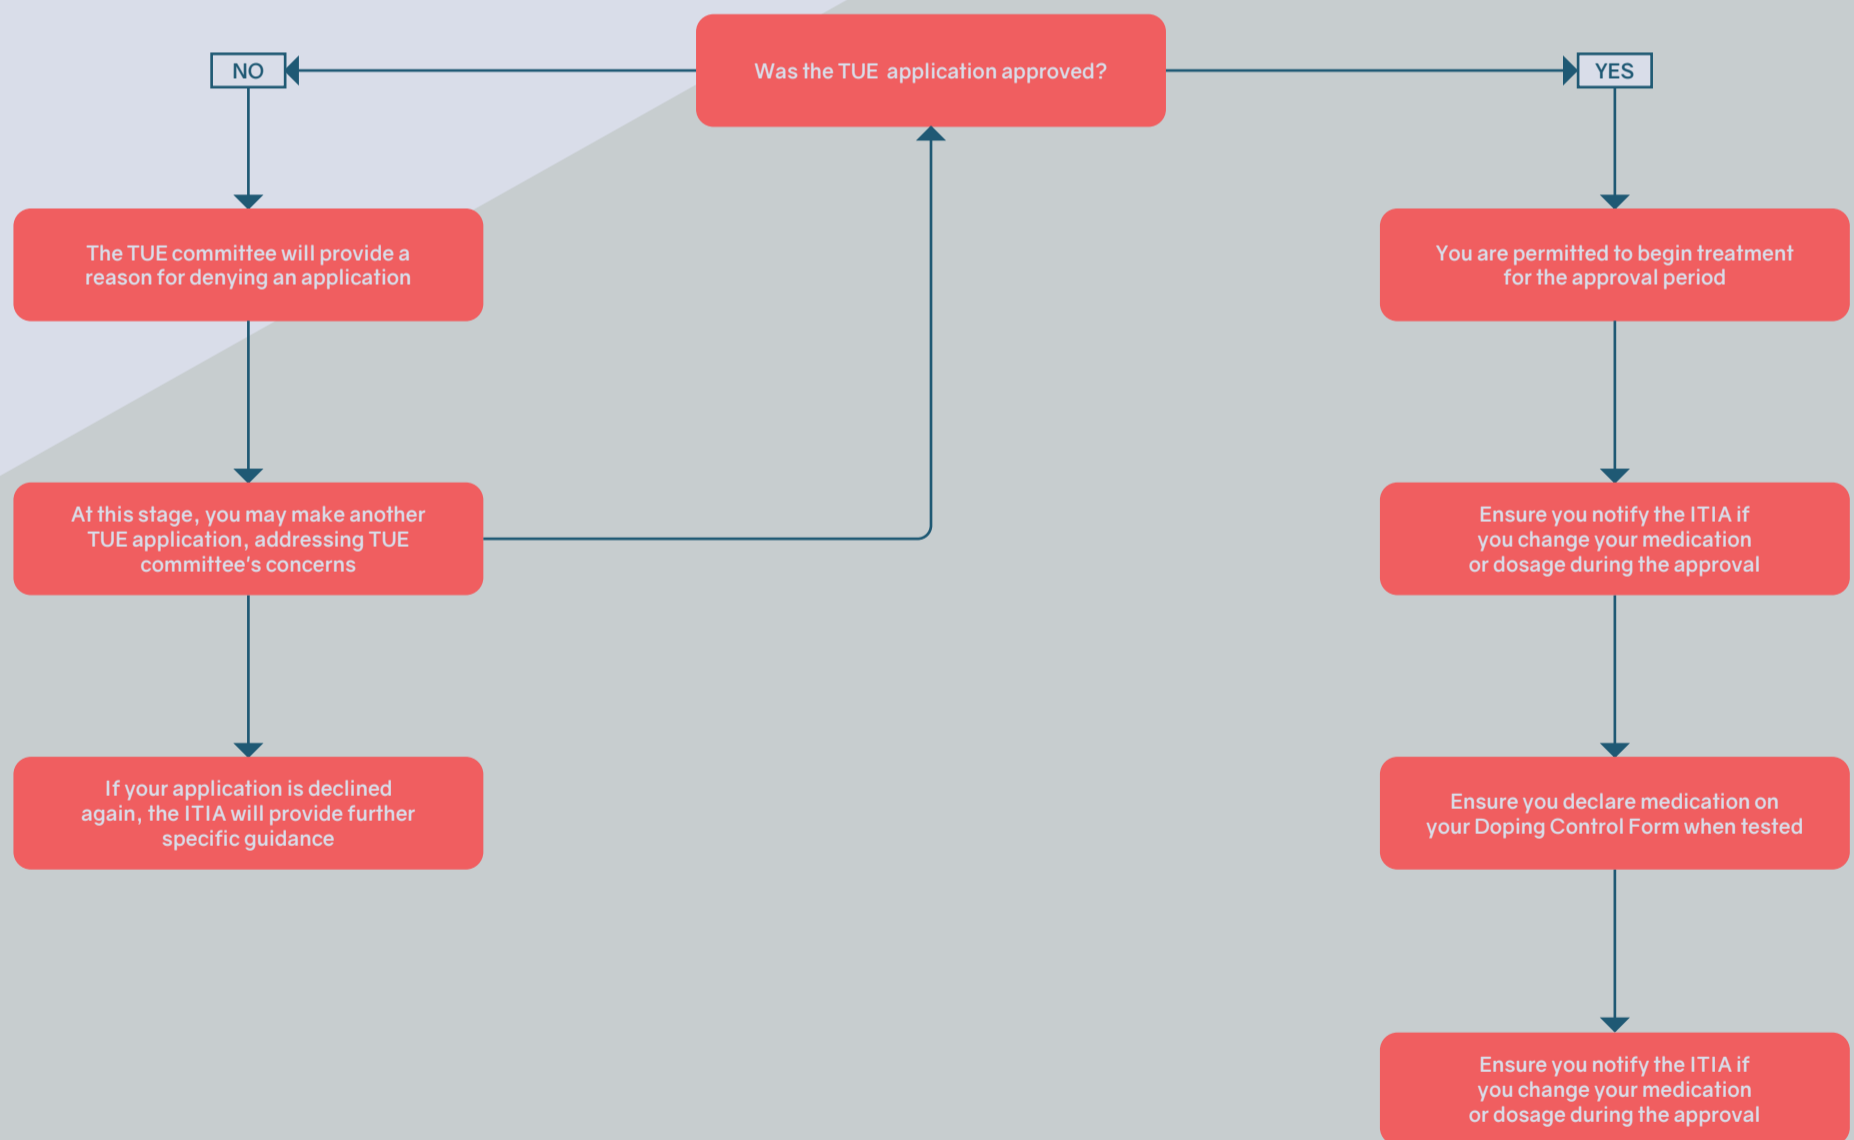 Was the TUE application approved?
NO
YES
The TUE committee will provide a
reason for denying an application
You are permitted to begin treatment
for the approval period
At this stage, you may make another
TUE application, addressing TUE
committee's concerns
Ensure you notify the ITIA if
you change your medication
or dosage during the approval
If your application is declined
again, the ITIA will provide further
specific guidance
Ensure you declare medication on
your Doping Control Form when tested
Ensure you notify the ITIA if
you change your medication
or dosage during the approval